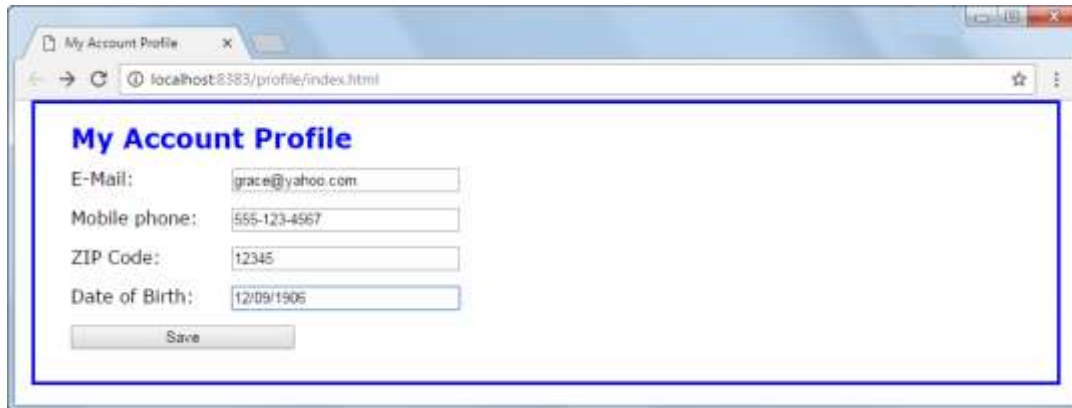 My Account Profile
localhost:8383/profile/index.html
My Account Profile
E-Mail: grace@yahoo.com
Mobile phone: 555-123-4567
ZIP Code: 12345
Date of Birth: 12/09/1906
Save